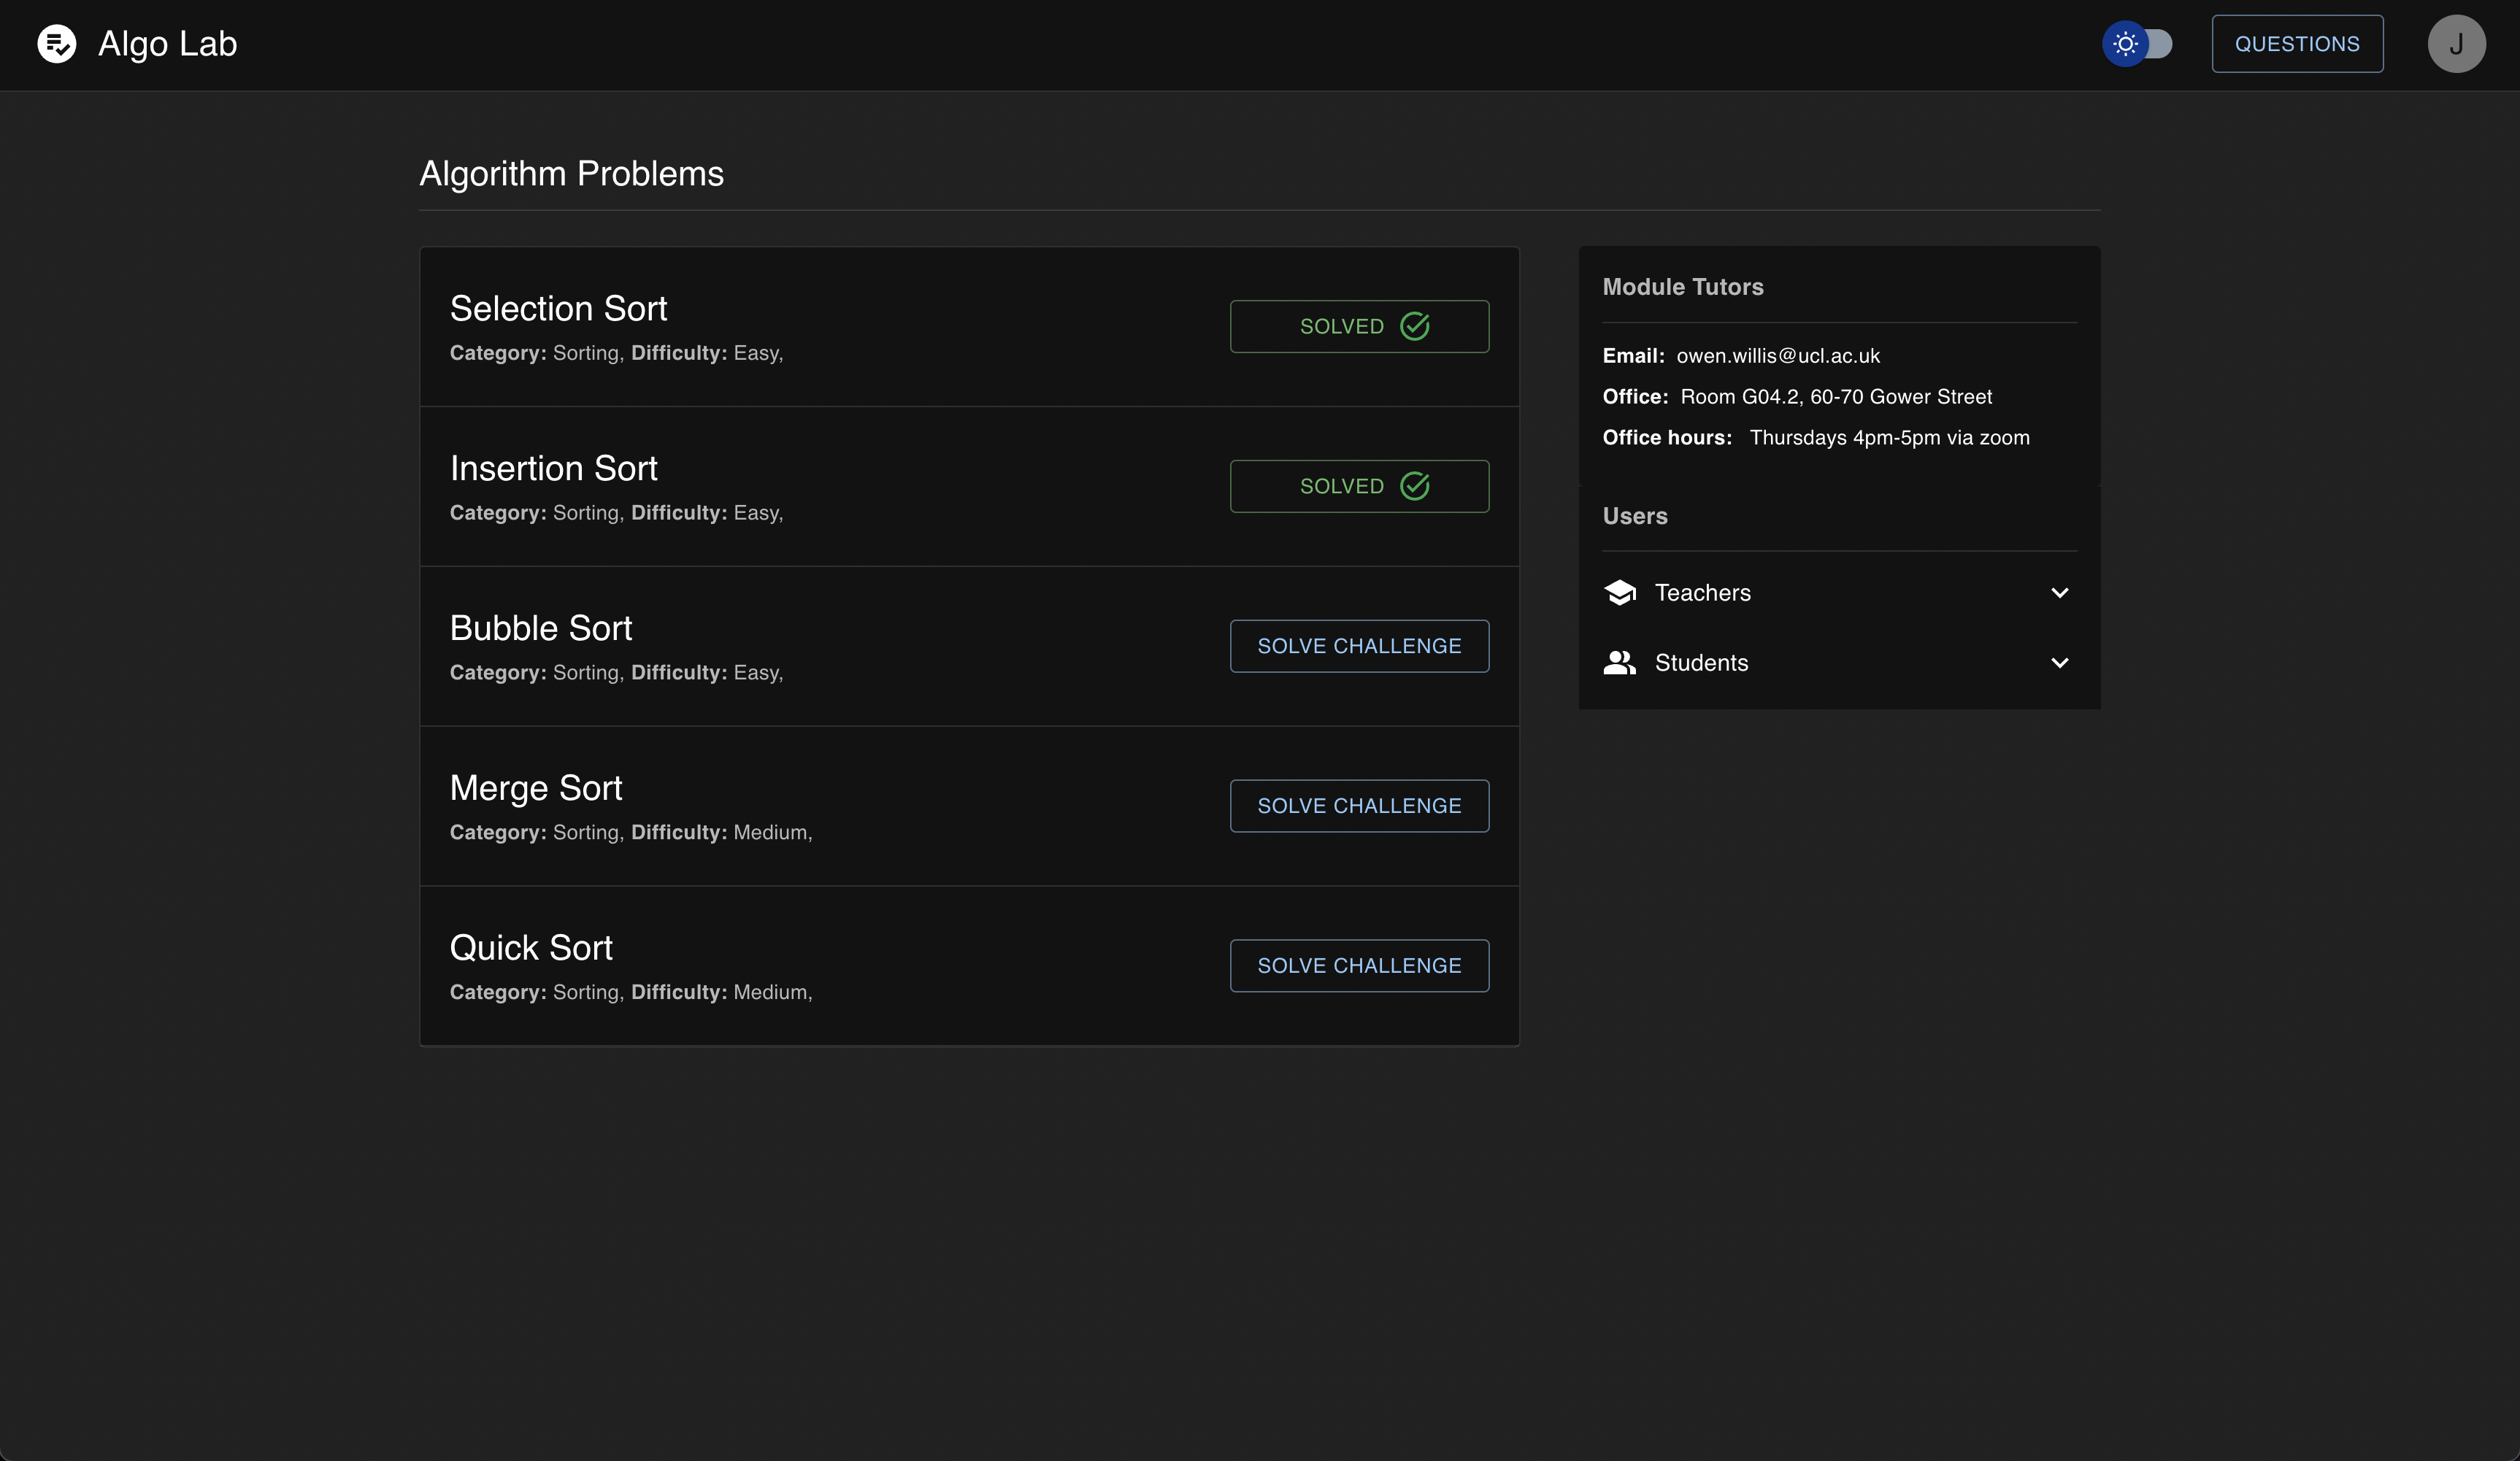 Algo Lab
QUESTIONS
J
Algorithm Problems
Selection Sort
Category: Sorting, Difficulty: Easy,
SOLVED
Insertion Sort
Category: Sorting, Difficulty: Easy,
SOLVED
Bubble Sort
Category: Sorting, Difficulty: Easy,
SOLVE CHALLENGE
Merge Sort
Category: Sorting, Difficulty: Medium,
SOLVE CHALLENGE
Quick Sort
Category: Sorting, Difficulty: Medium,
SOLVE CHALLENGE
Module Tutors
Email: owen.willis@ucl.ac.uk
Office: Room G04.2, 60-70 Gower Street
Office hours: Thursdays 4pm-5pm via zoom
Users
Teachers
Students